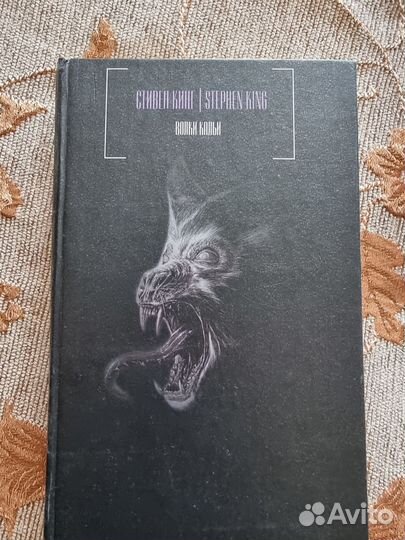 СТИВЕН КИНГ | STEPHEN KING
ВОЛКИ КАЛЬИ
Avito